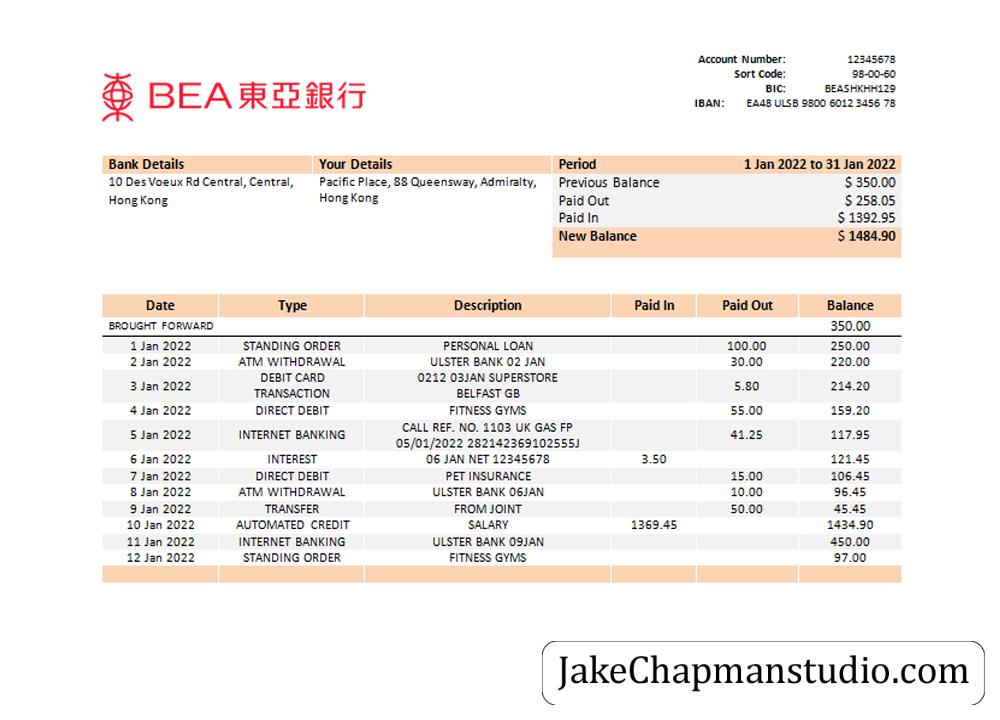 BEA東亞銀行
Account Number: 12345678
Sort Code: 98-00-60
BIC: BEASHKHH129
IBAN: EA48 ULSB 9800 6012 3456 78
Bank Details
10 Des Voeux Rd Central, Central,
Hong Kong
Your Details
Pacific Place, 88 Queensway, Admiralty,
Hong Kong
Period 1 Jan 2022 to 31 Jan 2022
Previous Balance $ 350.00
Paid Out $ 258.05
Paid In $ 1392.95
New Balance $ 1484.90
Date Type Description Paid In Paid Out Balance
BROUGHT FORWARD 350.00
1 Jan 2022 STANDING ORDER PERSONAL LOAN 100.00 250.00
2 Jan 2022 ATM WITHDRAWAL ULSTER BANK 02 JAN 30.00 220.00
3 Jan 2022 DEBIT CARD TRANSACTION 0212 03JAN SUPERSTORE BELFAST GB 5.80 214.20
4 Jan 2022 DIRECT DEBIT FITNESS GYMS 55.00 159.20
5 Jan 2022 INTERNET BANKING CALL REF. NO. 1103 UK GAS FP 05/01/2022 282142369102555J 41.25 117.95
6 Jan 2022 INTEREST 06 JAN NET 12345678 3.50 121.45
7 Jan 2022 DIRECT DEBIT PET INSURANCE 15.00 106.45
8 Jan 2022 ATM WITHDRAWAL ULSTER BANK 06JAN 10.00 96.45
9 Jan 2022 TRANSFER FROM JOINT 50.00 45.45
10 Jan 2022 AUTOMATED CREDIT SALARY 1369.45 1434.90
11 Jan 2022 INTERNET BANKING ULSTER BANK 09JAN 450.00
12 Jan 2022 STANDING ORDER FITNESS GYMS 97.00
JakeChapmanstudio.com